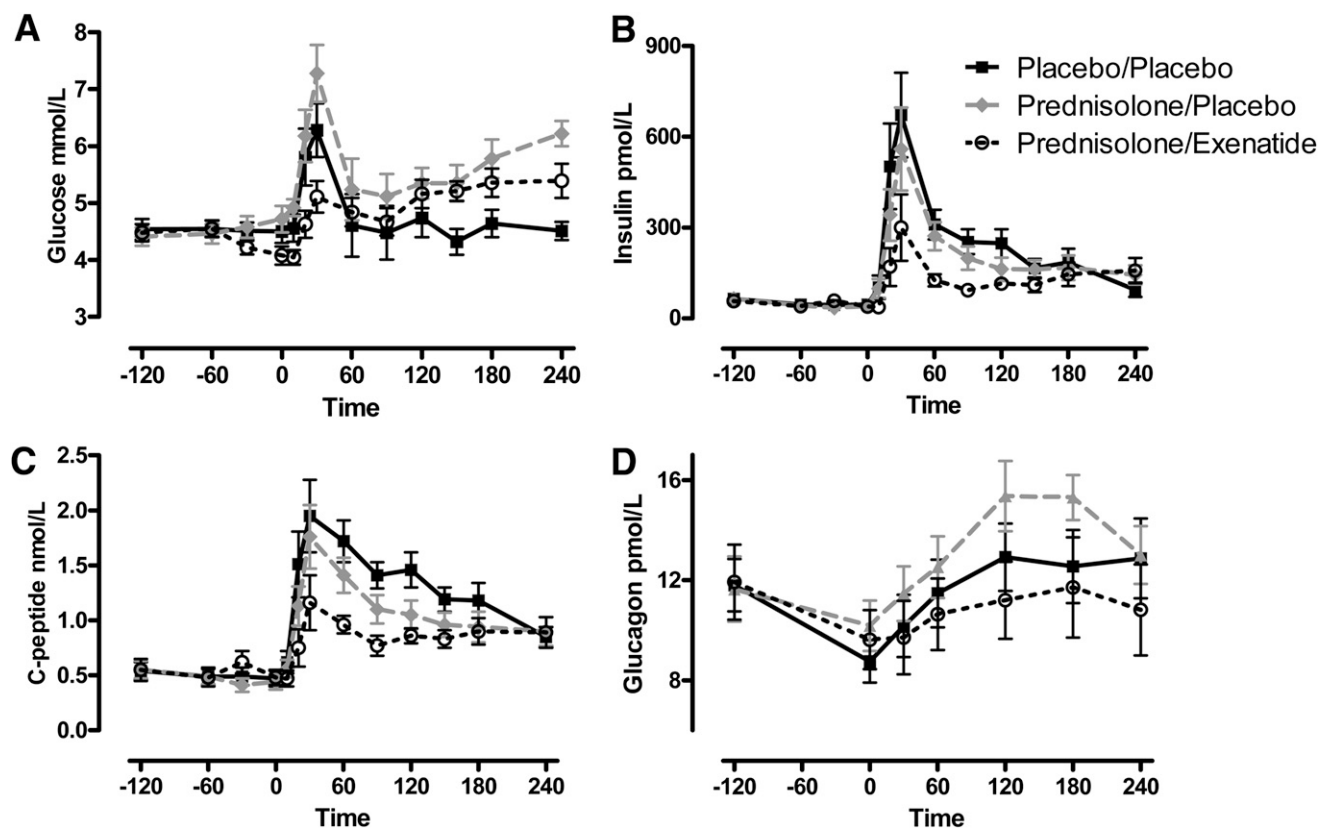 A
Glucose mmol/L
8
7
6
5
4
3
-120 -60 0 60 120 180 240
Time
B
Insulin pmol/L
900
600
300
0
-120 -60 0 60 120 180 240
Time
Placebo/Placebo
Prednisolone/Placebo
Prednisolone/Exenatide
C
C-peptide nmol/L
2.5
2.0
1.5
1.0
0.5
0.0
-120 -60 0 60 120 180 240
Time
D
Glucagon pmol/L
16
12
8
-120 -60 0 60 120 180 240
Time